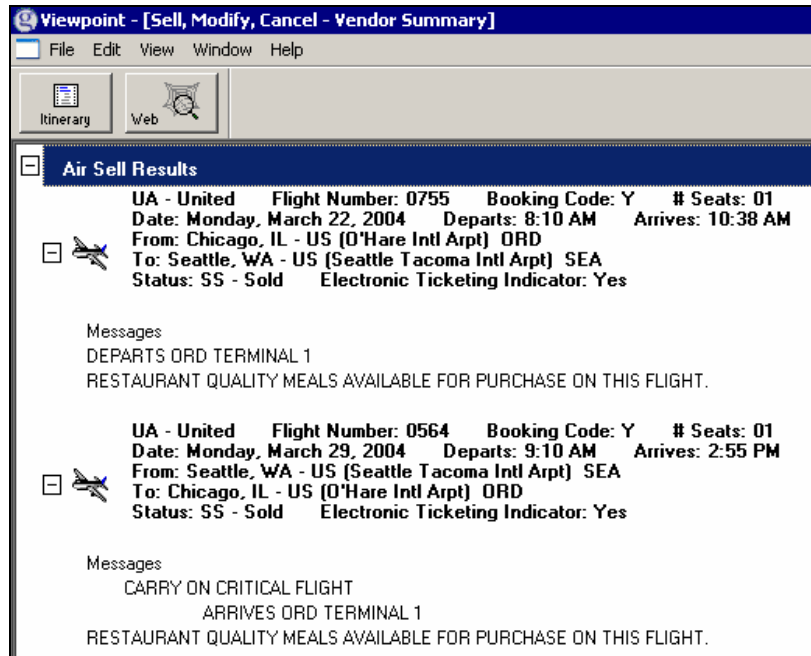 Viewpoint - [Sell, Modify, Cancel - Vendor Summary]
File Edit View Window Help
Itinerary Web
Air Sell Results
UA - United Flight Number: 0755 Booking Code: Y # Seats: 01
Date: Monday, March 22, 2004 Departs: 8:10 AM Arrives: 10:38 AM
From: Chicago, IL - US (O'Hare Intl Arpt) ORD
To: Seattle, WA - US (Seattle Tacoma Intl Arpt) SEA
Status: SS - Sold Electronic Ticketing Indicator: Yes
Messages
DEPARTS ORD TERMINAL 1
RESTAURANT QUALITY MEALS AVAILABLE FOR PURCHASE ON THIS FLIGHT.
UA - United Flight Number: 0564 Booking Code: Y # Seats: 01
Date: Monday, March 29, 2004 Departs: 9:10 AM Arrives: 2:55 PM
From: Seattle, WA - US (Seattle Tacoma Intl Arpt) SEA
To: Chicago, IL - US (O'Hare Intl Arpt) ORD
Status: SS - Sold Electronic Ticketing Indicator: Yes
Messages
CARRY ON CRITICAL FLIGHT
ARRIVES ORD TERMINAL 1
RESTAURANT QUALITY MEALS AVAILABLE FOR PURCHASE ON THIS FLIGHT.